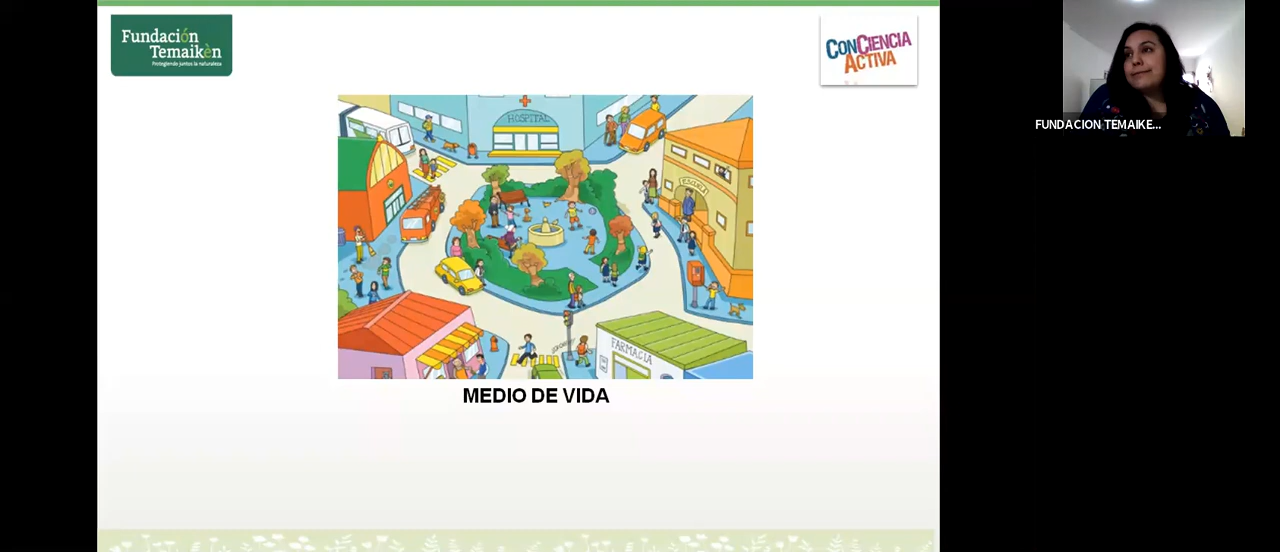 Fundación
Temaikèn
Protegiendo juntos la naturaleza
CONCIENCIA
ACTIVA
HOSPITAL
ESCUELA
FARMACIA
MEDIO DE VIDA
FUNDACION TEMAIKE...